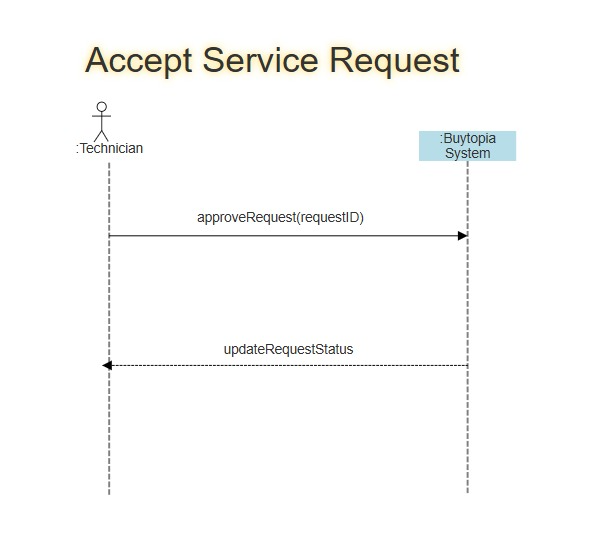 Accept Service Request
:Technician
:Buytopia
System
approveRequest(requestID)
updateRequestStatus